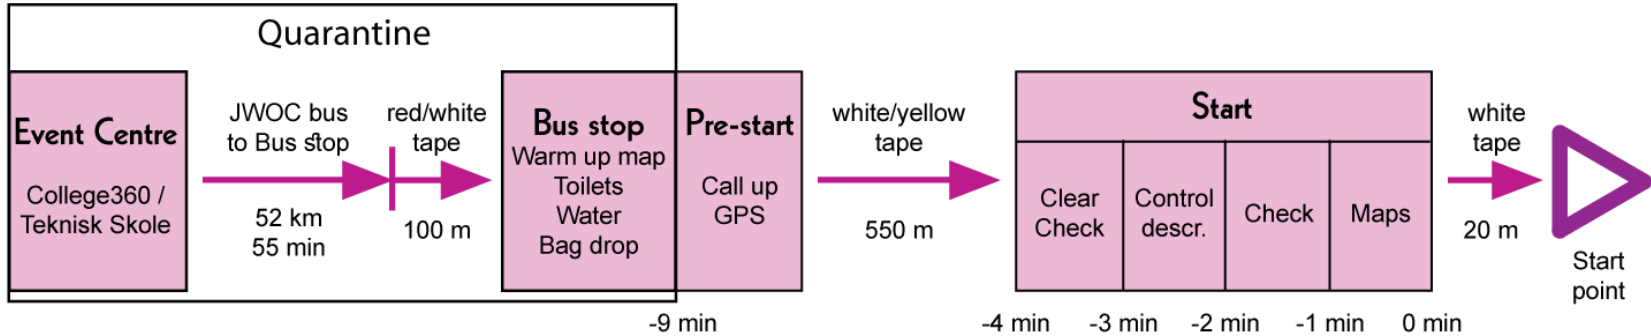 Quarantine
Event Centre
College360 /
Teknisk Skole
JWOC bus
to Bus stop
52 km
55 min
red/white
tape
100 m
Bus stop
Warm up map
Toilets
Water
Bag drop
Pre-start
Call up
GPS
-9 min
white/yellow
tape
550 m
Start
Clear
Check
Control
descr.
Check
Maps
-4 min
-3 min
-2 min
-1 min
0 min
white
tape
20 m
Start
point